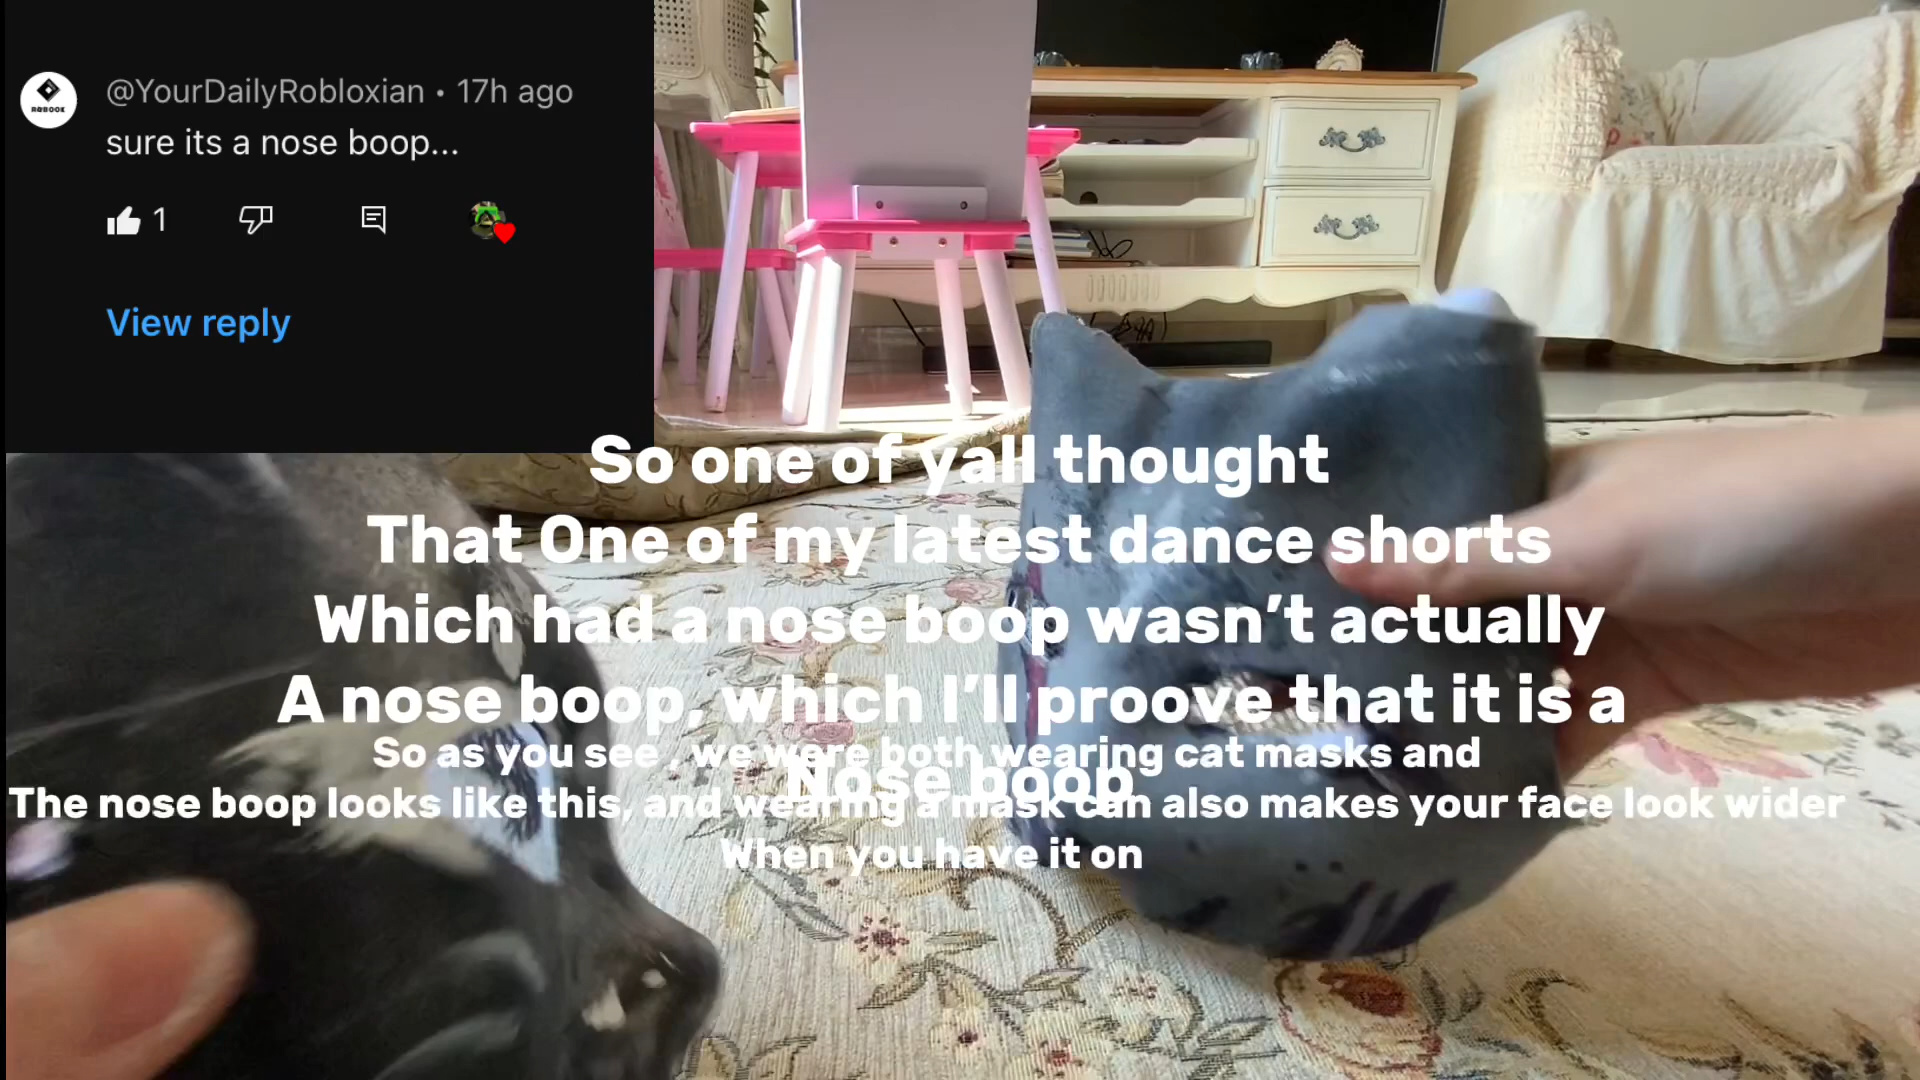 @YourDailyRobloxian • 17h ago
sure its a nose boop...
1
View reply
RBBOOK
So one of yall thought
That One of my latest dance shorts
Which had a nose boop wasn't actually
A nose boop, which I'll proove that it is a
Nose boop
So as you see , we were both wearing cat masks and
The nose boop looks like this, and wearing a mask can also makes your face look wider
When you have it on